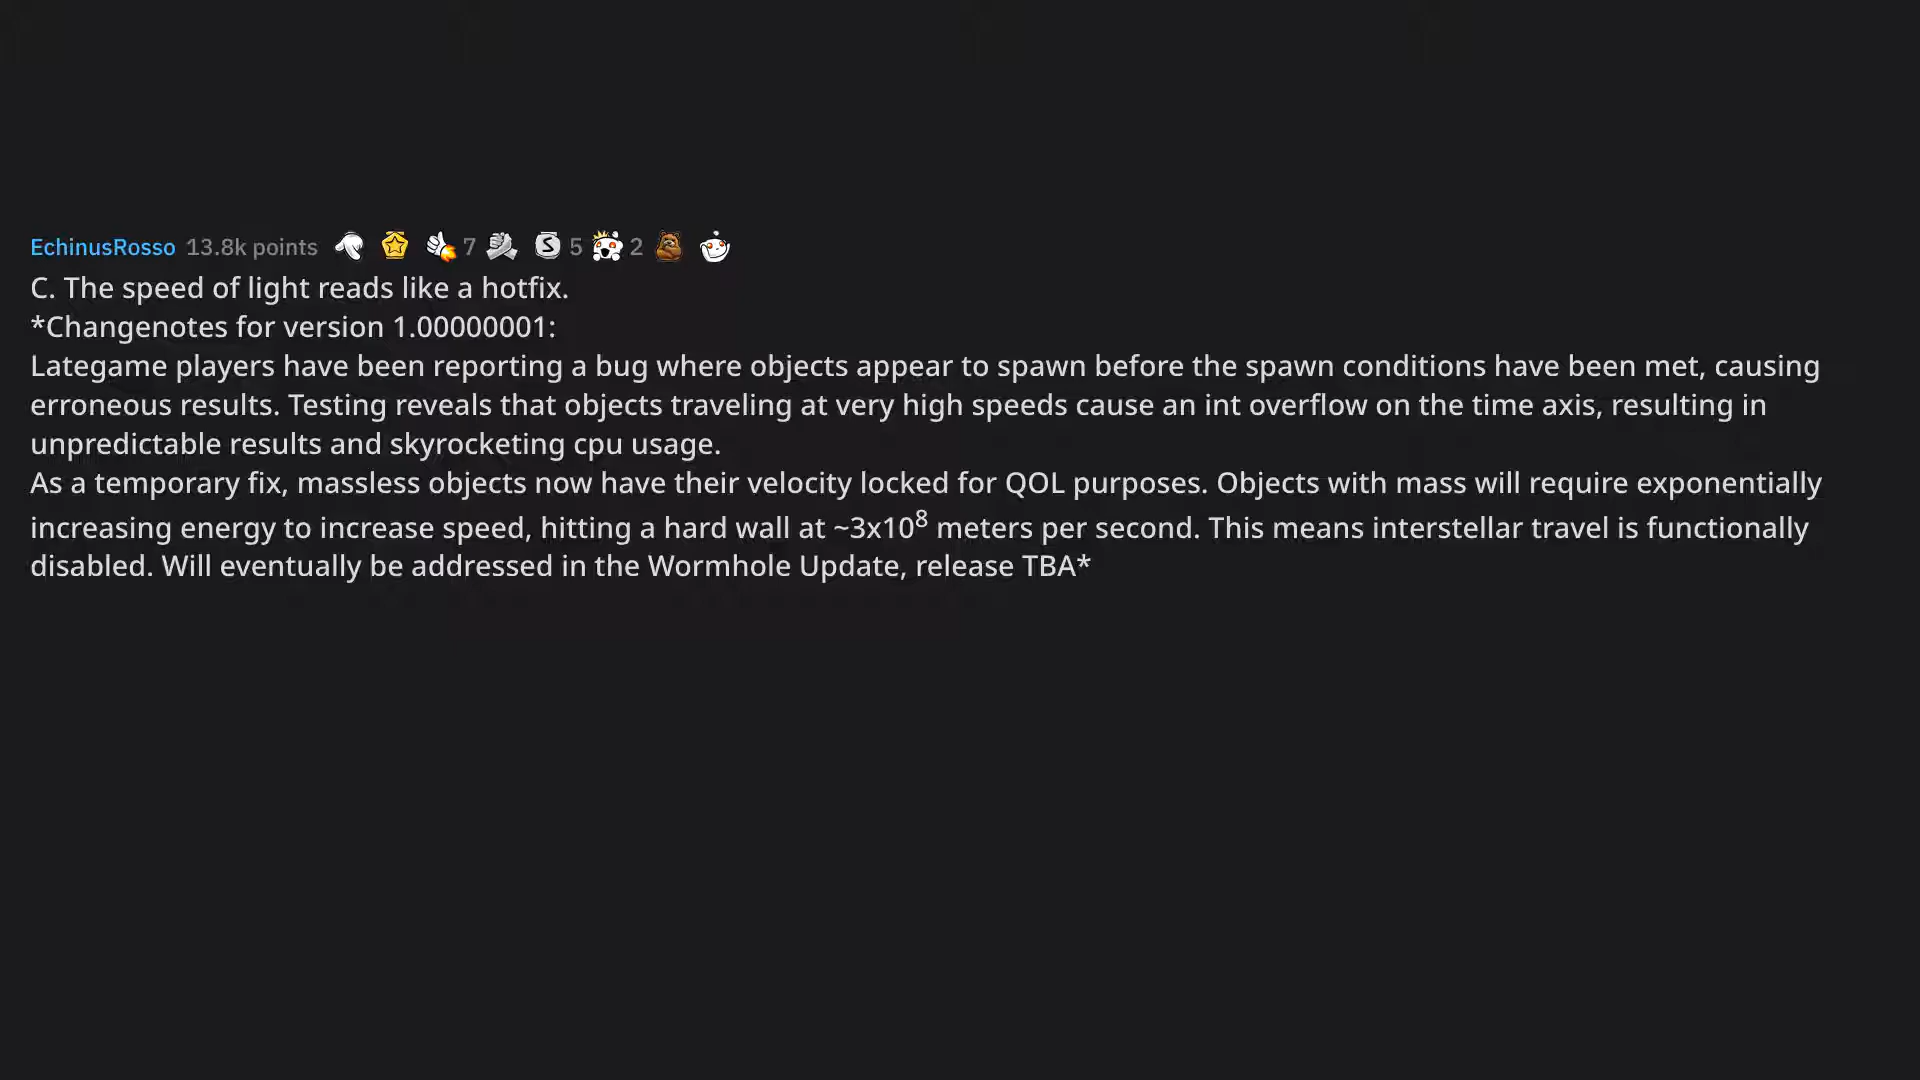 EchinusRosso 13.8k points 7 5 2
C. The speed of light reads like a hotfix.
*Changenotes for version 1.00000001:
Lategame players have been reporting a bug where objects appear to spawn before the spawn conditions have been met, causing
erroneous results. Testing reveals that objects traveling at very high speeds cause an int overflow on the time axis, resulting in
unpredictable results and skyrocketing cpu usage.
As a temporary fix, massless objects now have their velocity locked for QOL purposes. Objects with mass will require exponentially
increasing energy to increase speed, hitting a hard wall at ~3x10⁸ meters per second. This means interstellar travel is functionally
disabled. Will eventually be addressed in the Wormhole Update, release TBA*